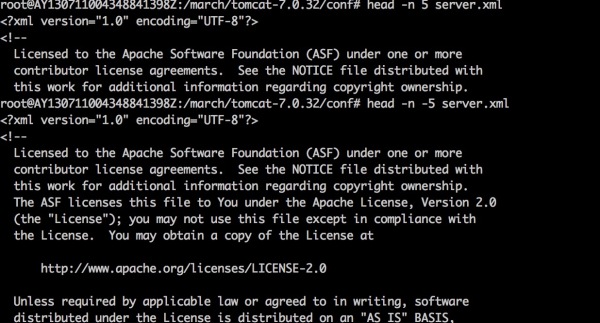 root@AY130711004348841398Z:/march/tomcat-7.0.32/conf# head -n 5 server.xml
<?xml version="1.0" encoding="UTF-8"?>
<!--
  Licensed to the Apache Software Foundation (ASF) under one or more
  contributor license agreements.  See the NOTICE file distributed with
  this work for additional information regarding copyright ownership.
root@AY130711004348841398Z:/march/tomcat-7.0.32/conf# head -n -5 server.xml
<?xml version="1.0" encoding="UTF-8"?>
<!--
  Licensed to the Apache Software Foundation (ASF) under one or more
  contributor license agreements.  See the NOTICE file distributed with
  this work for additional information regarding copyright ownership.
  The ASF licenses this file to You under the Apache License, Version 2.0
  (the "License"); you may not use this file except in compliance with
  the License.  You may obtain a copy of the License at

      http://www.apache.org/licenses/LICENSE-2.0

  Unless required by applicable law or agreed to in writing, software
  distributed under the License is distributed on an "AS IS" BASIS,